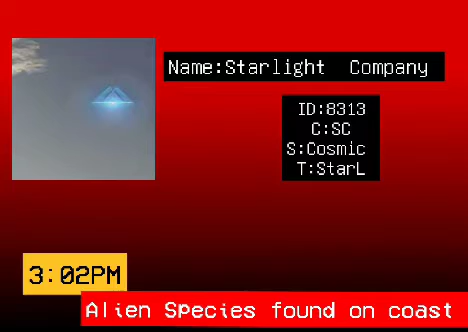 Name:Starlight  Company
ID:8313
C:SC
S:Cosmic
T:StarL
3:02PM
Alien Species found on coast